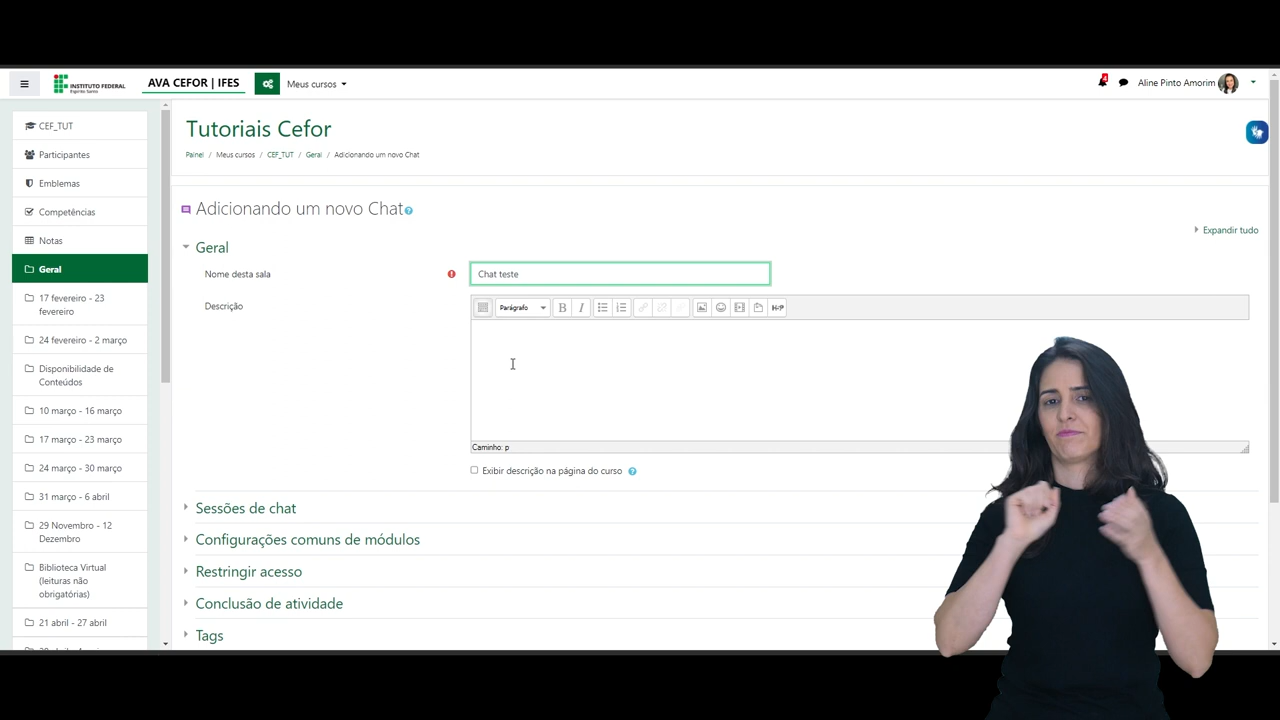 INSTITUTO FEDERAL
Espírito Santo
AVA CEFOR | IFES
Meus cursos
Aline Pinto Amorim
CEF_TUT
Participantes
Emblemas
Competências
Notas
Geral
17 fevereiro - 23
fevereiro
24 fevereiro - 2 março
Disponibilidade de
Conteúdos
10 março - 16 março
17 março - 23 março
24 março - 30 março
31 março - 6 abril
29 Novembro - 12
Dezembro
Biblioteca Virtual
(leituras não
obrigatórias)
21 abril - 27 abril
Tutoriais Cefor
Painel / Meus cursos / CEF_TUT / Geral / Adicionando um novo Chat
Adicionando um novo Chat
Expandir tudo
Geral
Nome desta sala
Chat teste
Descrição
Parágrafo
B I
H-P
Caminho: p
Exibir descrição na página do curso
Sessões de chat
Configurações comuns de módulos
Restringir acesso
Conclusão de atividade
Tags